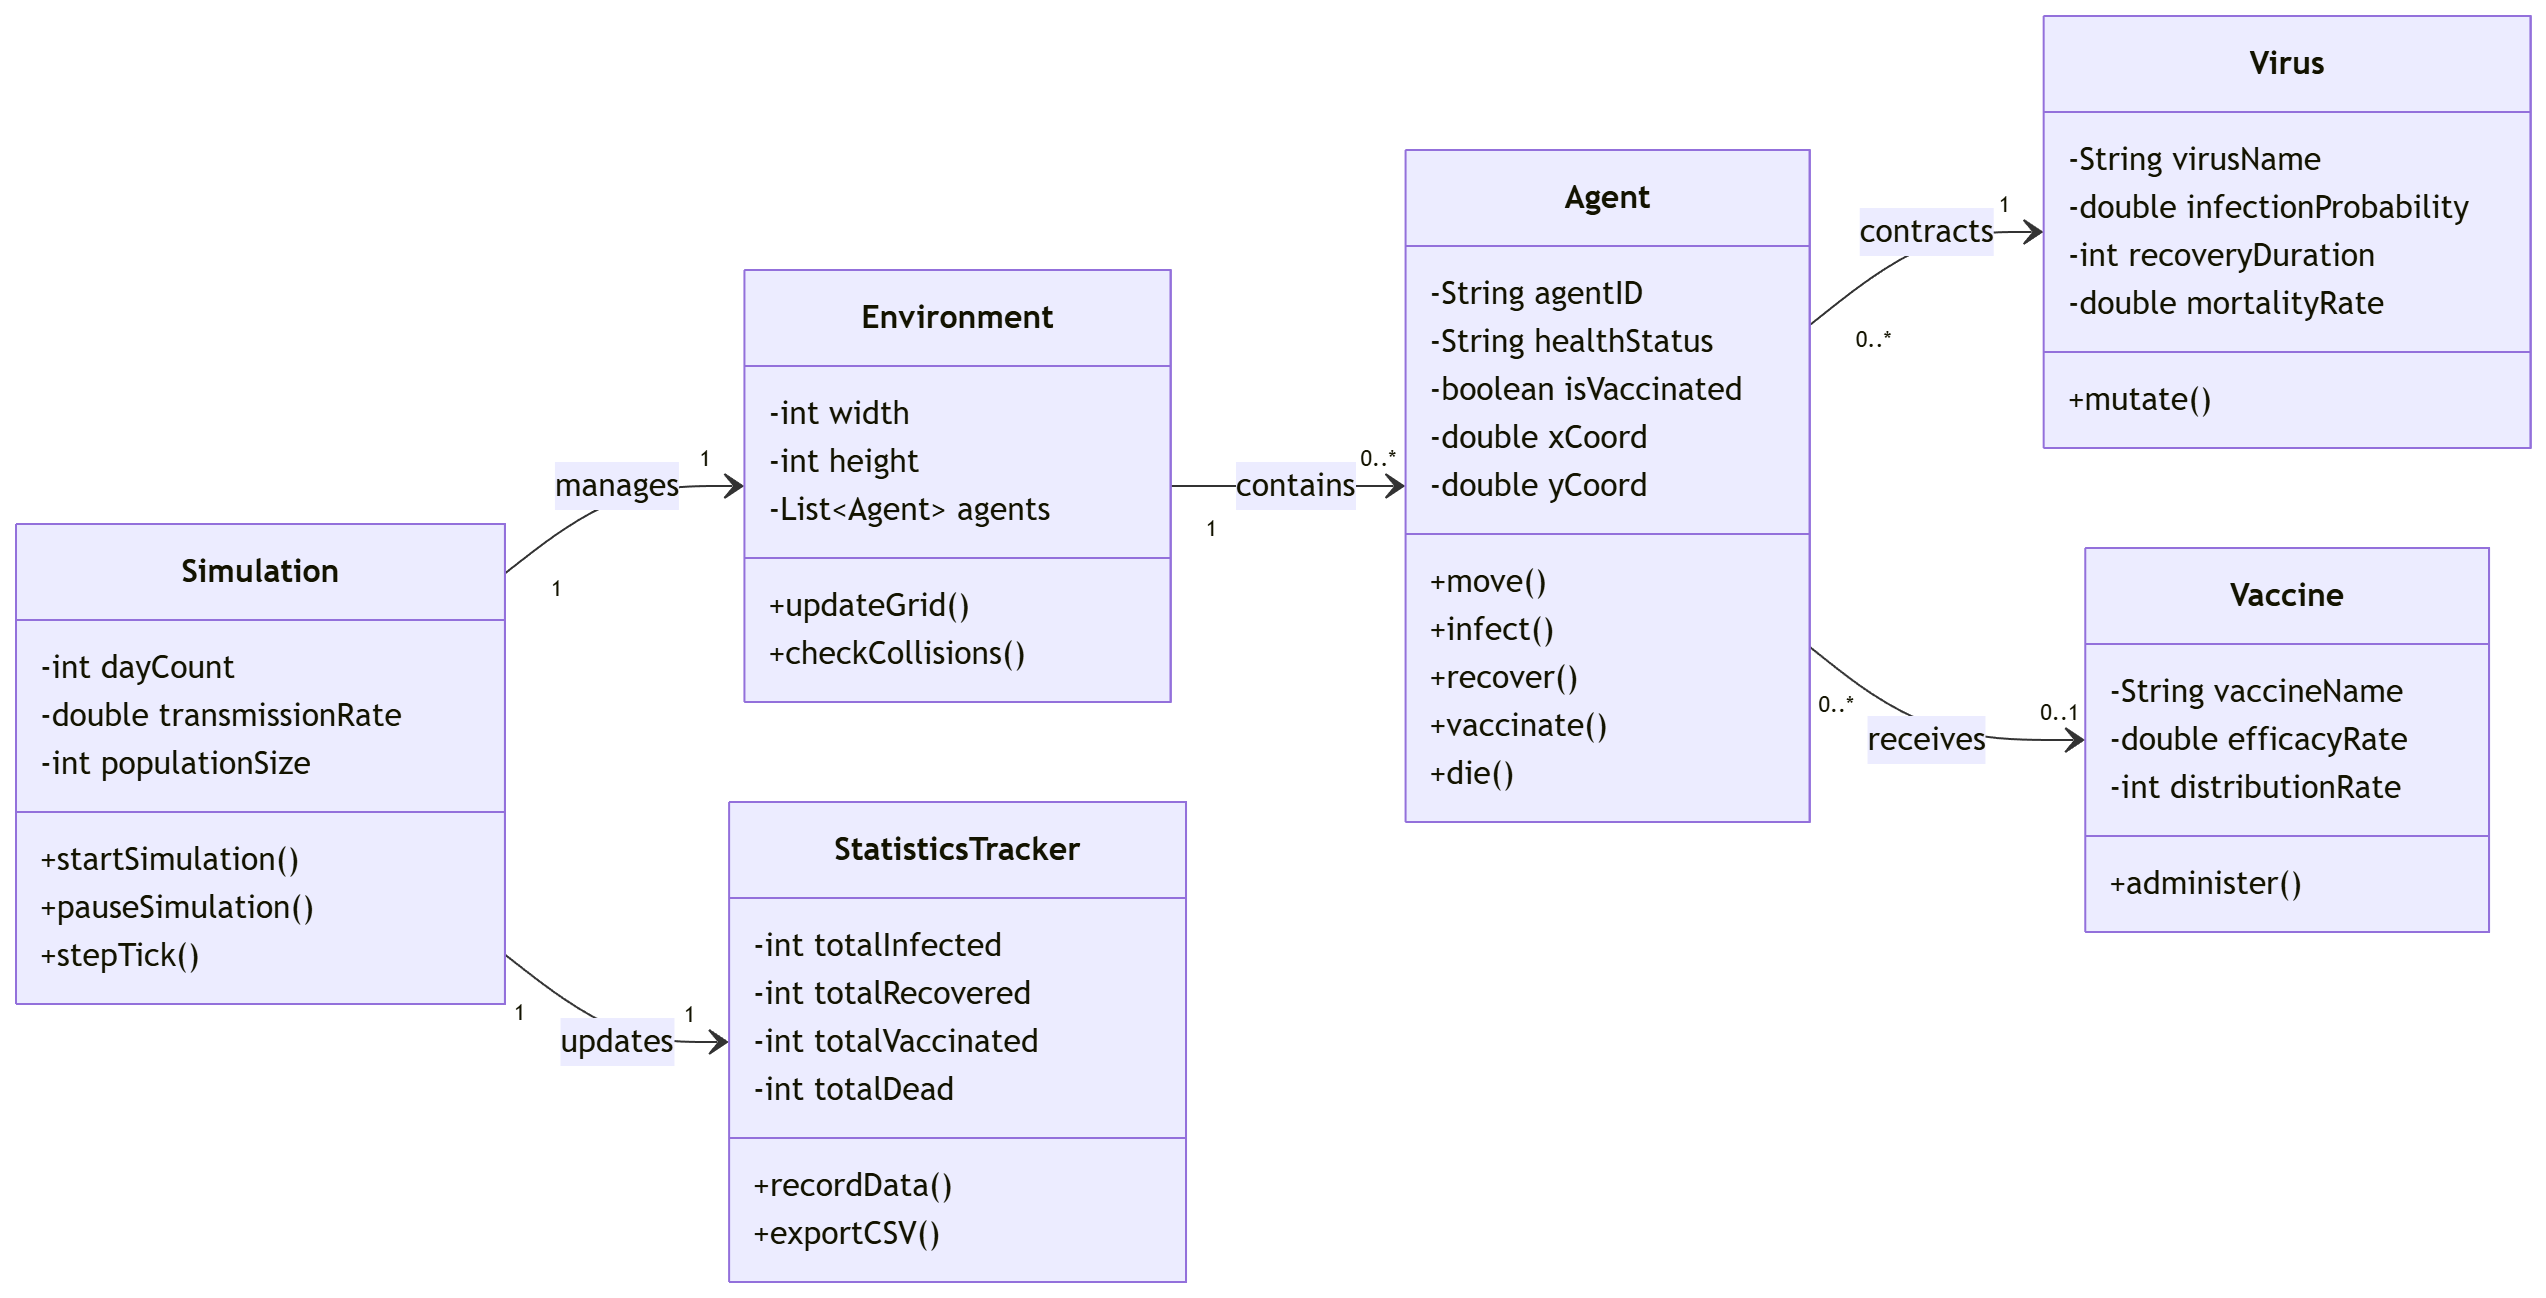 Simulation
-int dayCount
-double transmissionRate
-int populationSize
+startSimulation()
+pauseSimulation()
+stepTick()
1
manages
1
1
updates
1
Environment
-int width
-int height
-List<Agent> agents
+updateGrid()
+checkCollisions()
StatisticsTracker
-int totalInfected
-int totalRecovered
-int totalVaccinated
-int totalDead
+recordData()
+exportCSV()
1
contains
0..*
Agent
-String agentID
-String healthStatus
-boolean isVaccinated
-double xCoord
-double yCoord
+move()
+infect()
+recover()
+vaccinate()
+die()
0..*
contracts
1
0..*
receives
0..1
Virus
-String virusName
-double infectionProbability
-int recoveryDuration
-double mortalityRate
+mutate()
Vaccine
-String vaccineName
-double efficacyRate
-int distributionRate
+administer()